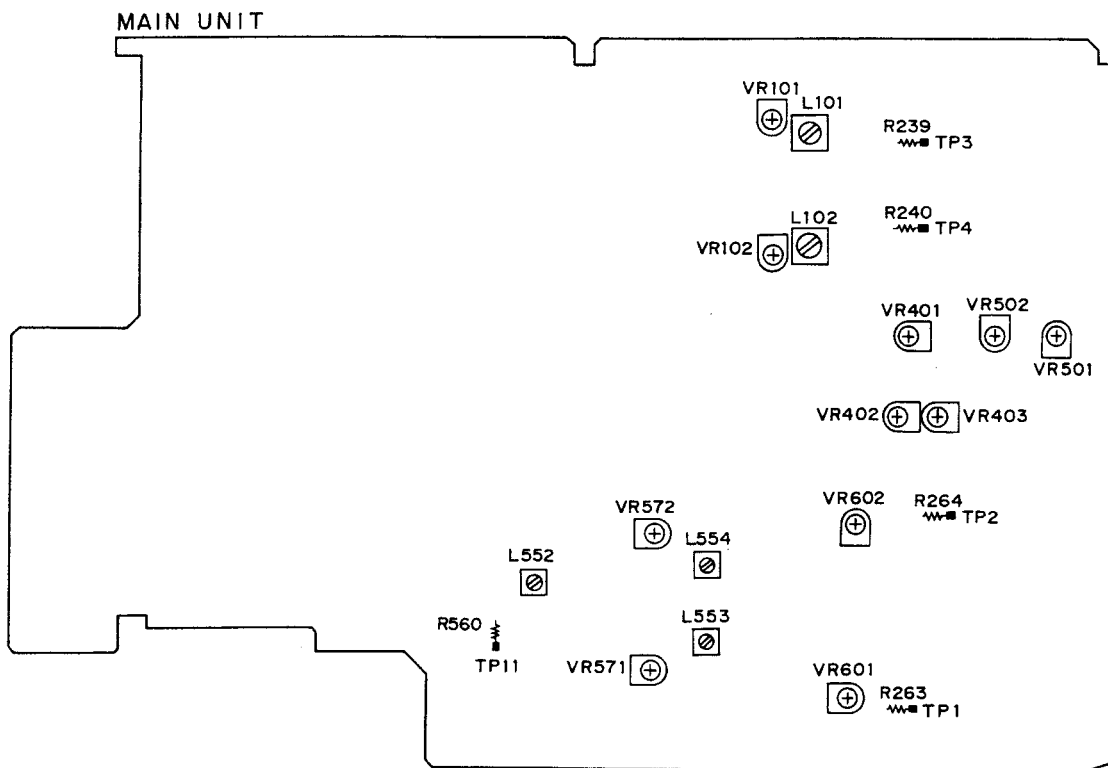 MAIN UNIT
VR101
L101
R239
TP3
R240
TP4
L102
VR102
VR401
VR502
VR501
VR402
VR403
VR602
R264
TP2
VR572
L554
L552
L553
R560
TP11
VR571
VR601
R263
TP1